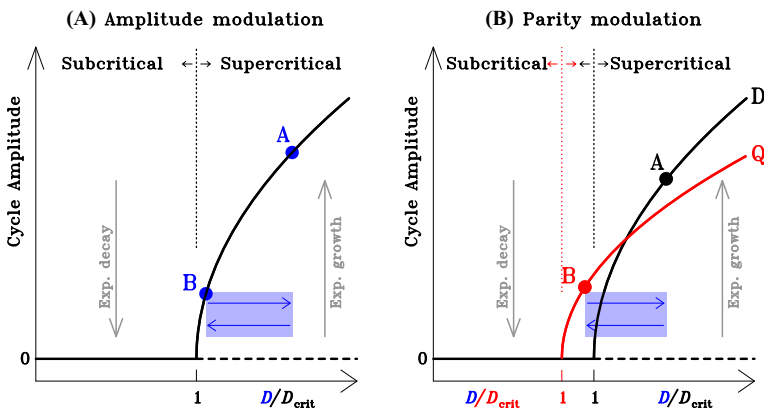 (A) Amplitude modulation
Subcritical
Supercritical
Cycle Amplitude
A
B
Exp. decay
Exp. growth
0
1
D/Dcrit
(B) Parity modulation
Subcritical
Supercritical
Cycle Amplitude
D
Q
A
B
Exp. decay
Exp. growth
0
D/Dcrit
1
1
D/Dcrit